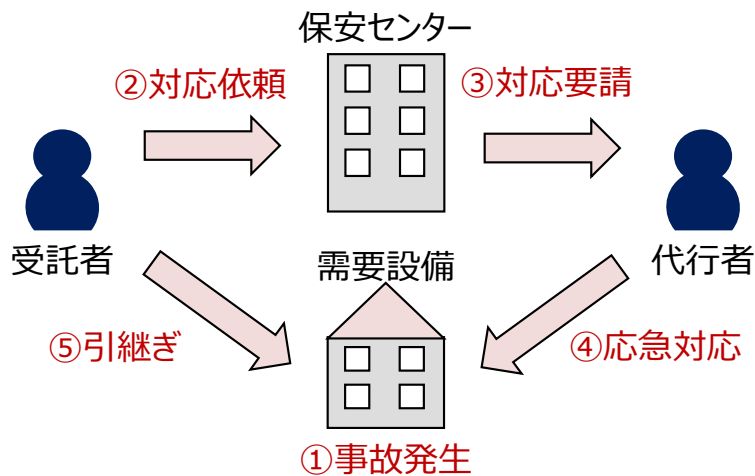 保安センター
②対応依頼
③対応要請
受託者
需要設備
代行者
⑤引継ぎ
④応急対応
①事故発生